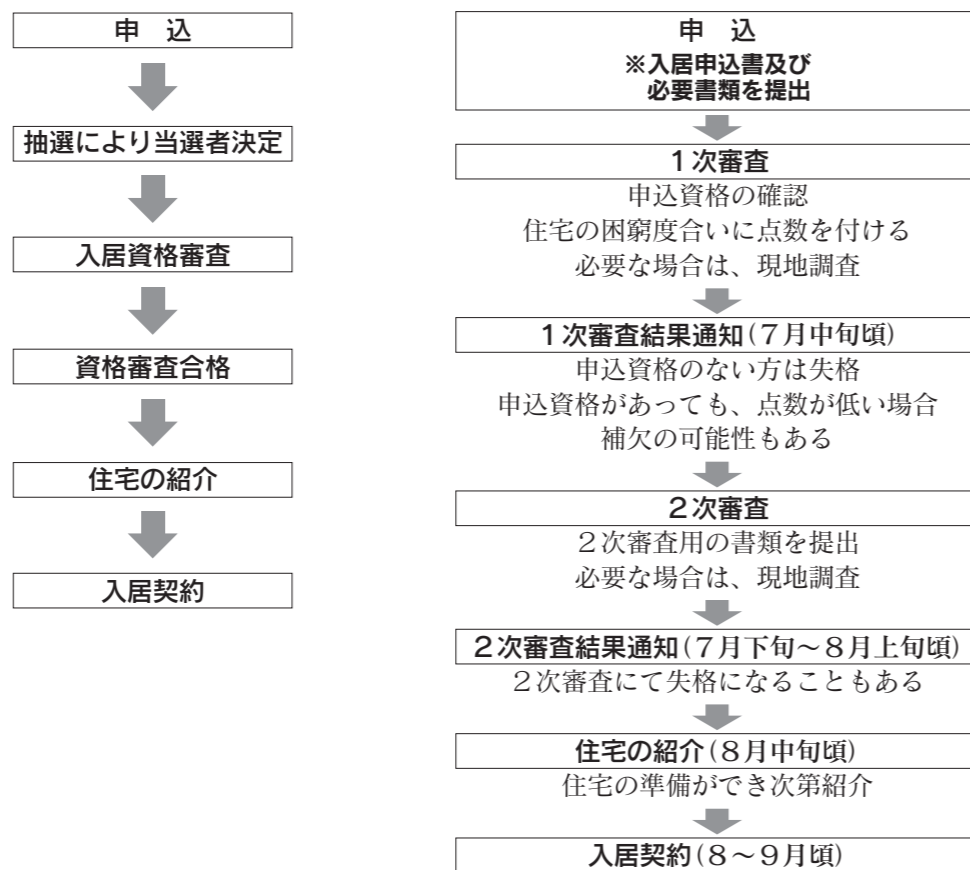 申 込
抽選により当選者決定
入居資格審査
資格審査合格
住宅の紹介
入居契約
申 込
※入居申込書及び
必要書類を提出
1次審査
申込資格の確認
住宅の困窮度合いに点数を付ける
必要な場合は、現地調査
1次審査結果通知(7月中旬頃)
申込資格のない方は失格
申込資格があっても、点数が低い場合
補欠の可能性もある
2次審査
2次審査用の書類を提出
必要な場合は、現地調査
2次審査結果通知(7月下旬~8月上旬頃)
2次審査にて失格になることもある
住宅の紹介(8月中旬頃)
住宅の準備ができ次第紹介
入居契約(8~9月頃)